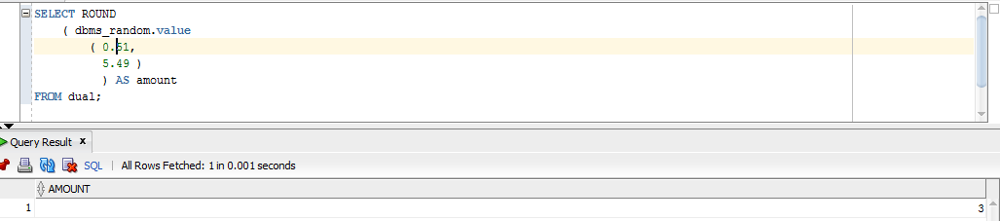 SELECT ROUND
( dbms_random.value
( 0.51,
5.49 )
) AS amount
FROM dual;
Query Result x
SQL | All Rows Fetched: 1 in 0.001 seconds
AMOUNT
1 3